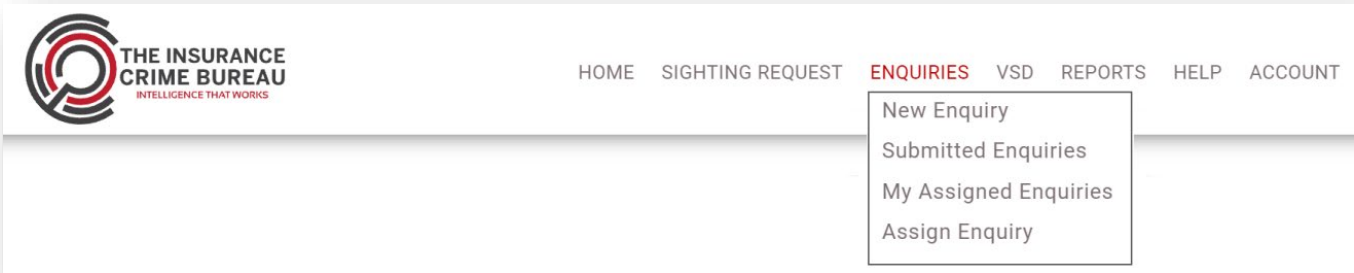 THE INSURANCE
CRIME BUREAU
INTELLIGENCE THAT WORKS
HOME SIGHTING REQUEST ENQUIRIES VSD REPORTS HELP ACCOUNT
New Enquiry
Submitted Enquiries
My Assigned Enquiries
Assign Enquiry